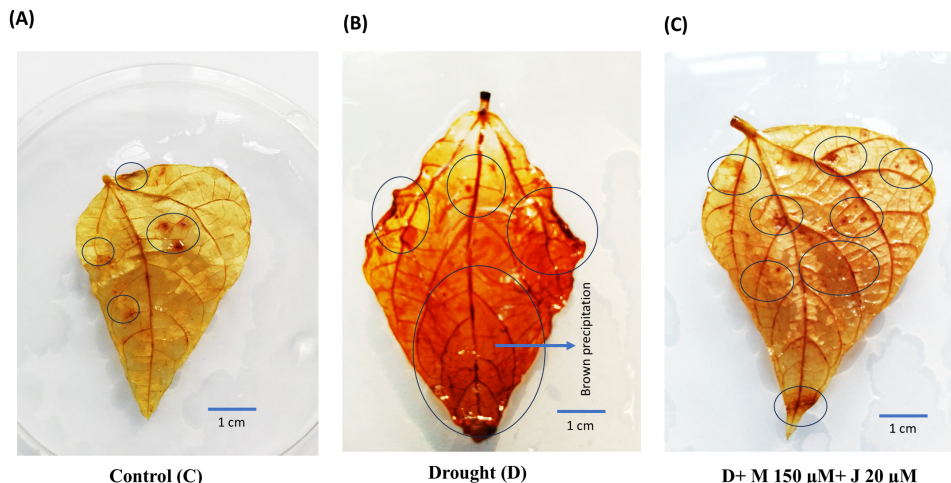 (A)
(B)
(C)
Brown precipitation
1 cm
1 cm
1 cm
Control (C)
Drought (D)
D+ M 150 µM+ J 20 µM